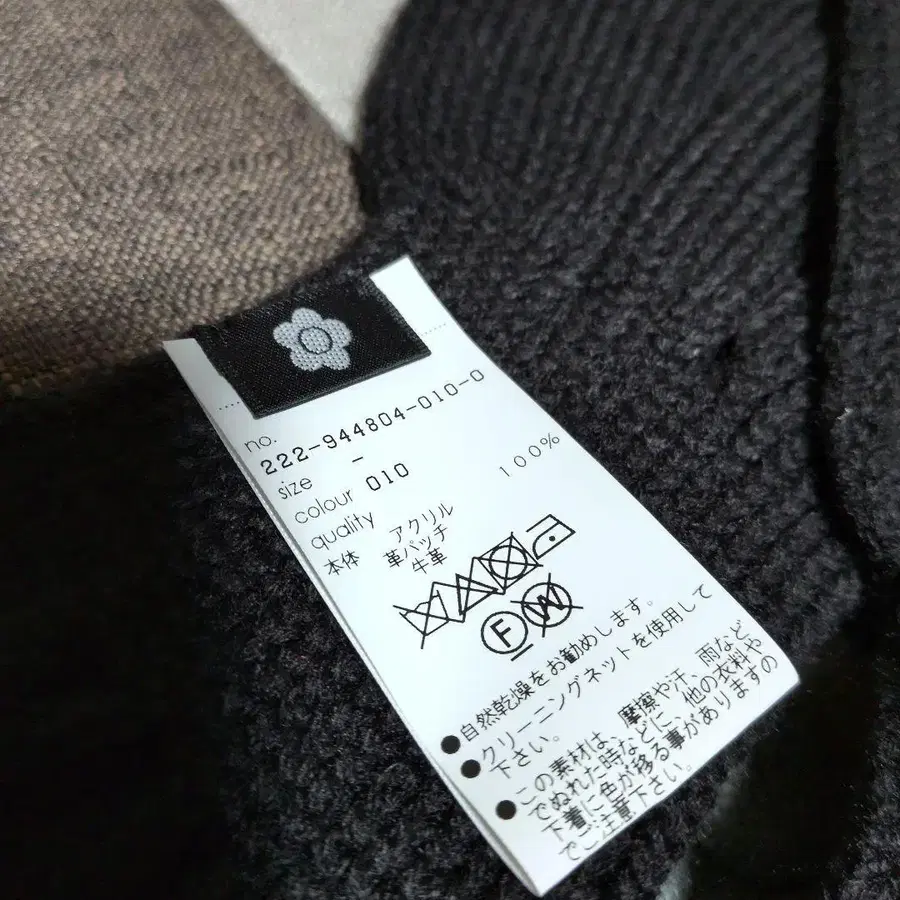 no.
222-944804-010-0
size -
colour 010
quality
本体 アクリル 100%
革パッチ
牛革
F
W
●自然乾燥をお勧めします。
●クリーニングネットを使用して
下さい。
●この素材は、摩擦や汗、雨など
でぬれた時などに、他の衣料や
下着に色が移る事がありますの
でご注意下さい。